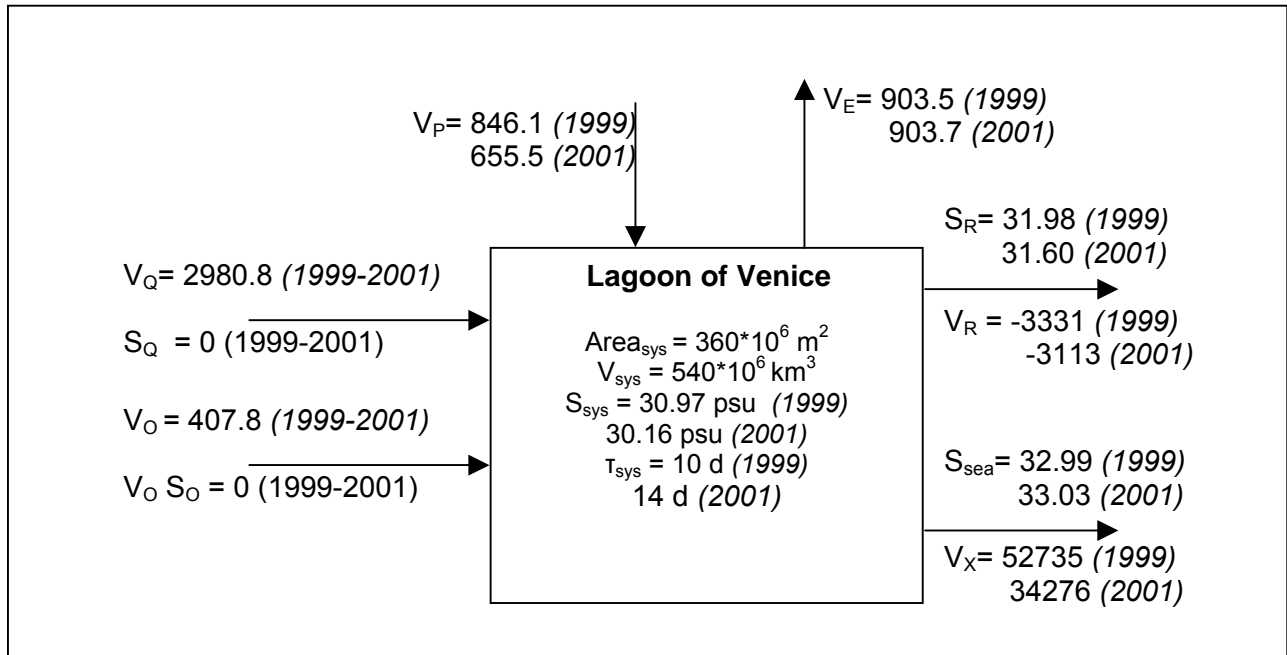 V_P= 846.1 (1999)
655.5 (2001)
V_E= 903.5 (1999)
903.7 (2001)
V_Q= 2980.8 (1999-2001)
S_Q = 0 (1999-2001)
V_O = 407.8 (1999-2001)
V_O S_O = 0 (1999-2001)
Lagoon of Venice
Area_sys = 360*10^6 m^2
V_sys = 540*10^6 km^3
S_sys = 30.97 psu (1999)
30.16 psu (2001)
τ_sys = 10 d (1999)
14 d (2001)
S_R= 31.98 (1999)
31.60 (2001)
V_R = -3331 (1999)
-3113 (2001)
S_sea= 32.99 (1999)
33.03 (2001)
V_X= 52735 (1999)
34276 (2001)